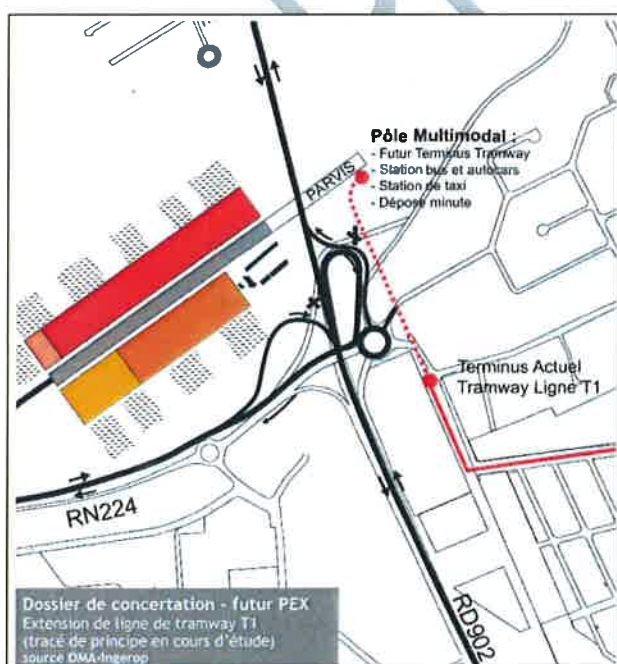 Pôle Multimodal :
- Futur Terminus Tramway
- Station bus et autocars
- Station de taxi
- Dépose minute
PARVIS
Terminus Actuel
Tramway Ligne T1
RN224
RD902
Dossier de concertation - futur PEX
Extension de ligne de tramway T1
(tracé de principe en cours d'étude)
source DMA-Ingerop